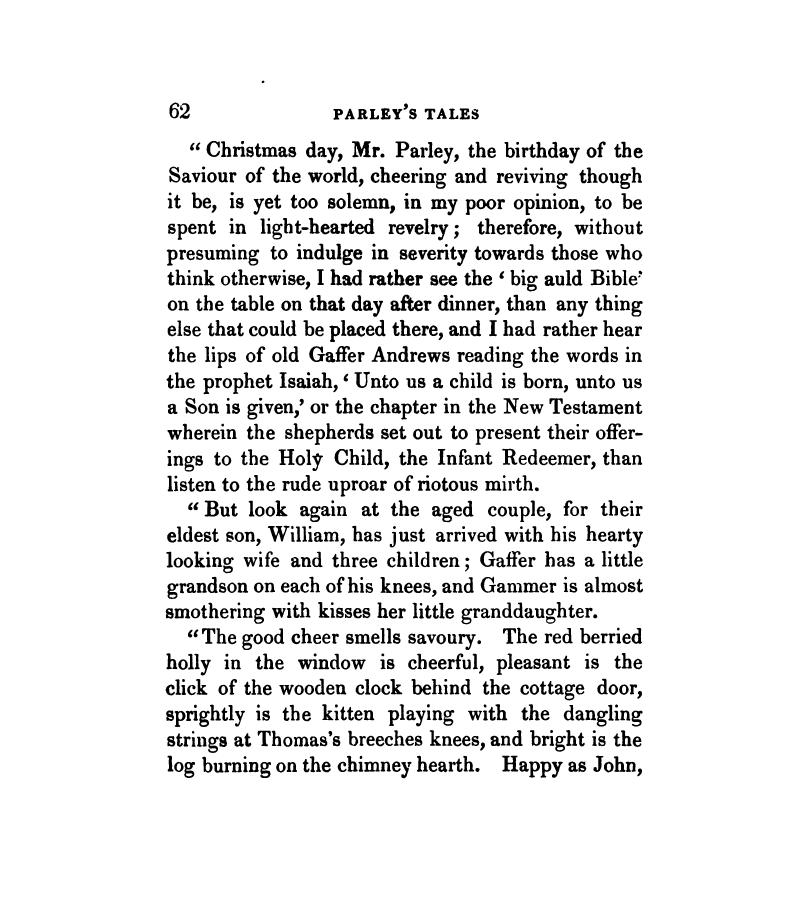 62 PARLEY'S TALES
“ Christmas day, Mr. Parley, the birthday of the
Saviour of the world, cheering and reviving though
it be, is yet too solemn, in my poor opinion, to be
spent in light-hearted revelry ; therefore, without
presuming to indulge in severity towards those who
think otherwise, I had rather see the ‘ big auld Bible’
on the table on that day after dinner, than any thing
else that could be placed there, and I had rather hear
the lips of old Gaffer Andrews reading the words in
the prophet Isaiah, ‘ Unto us a child is born, unto us
a Son is given,’ or the chapter in the New Testament
wherein the shepherds set out to present their offer-
ings to the Holy Child, the Infant Redeemer, than
listen to the rude uproar of riotous mirth.
“ But look again at the aged couple, for their
eldest son, William, has just arrived with his hearty
looking wife and three children ; Gaffer has a little
grandson on each of his knees, and Gammer is almost
smothering with kisses her little granddaughter.
“ The good cheer smells savoury. The red berried
holly in the window is cheerful, pleasant is the
click of the wooden clock behind the cottage door,
sprightly is the kitten playing with the dangling
strings at Thomas's breeches knees, and bright is the
log burning on the chimney hearth. Happy as John,